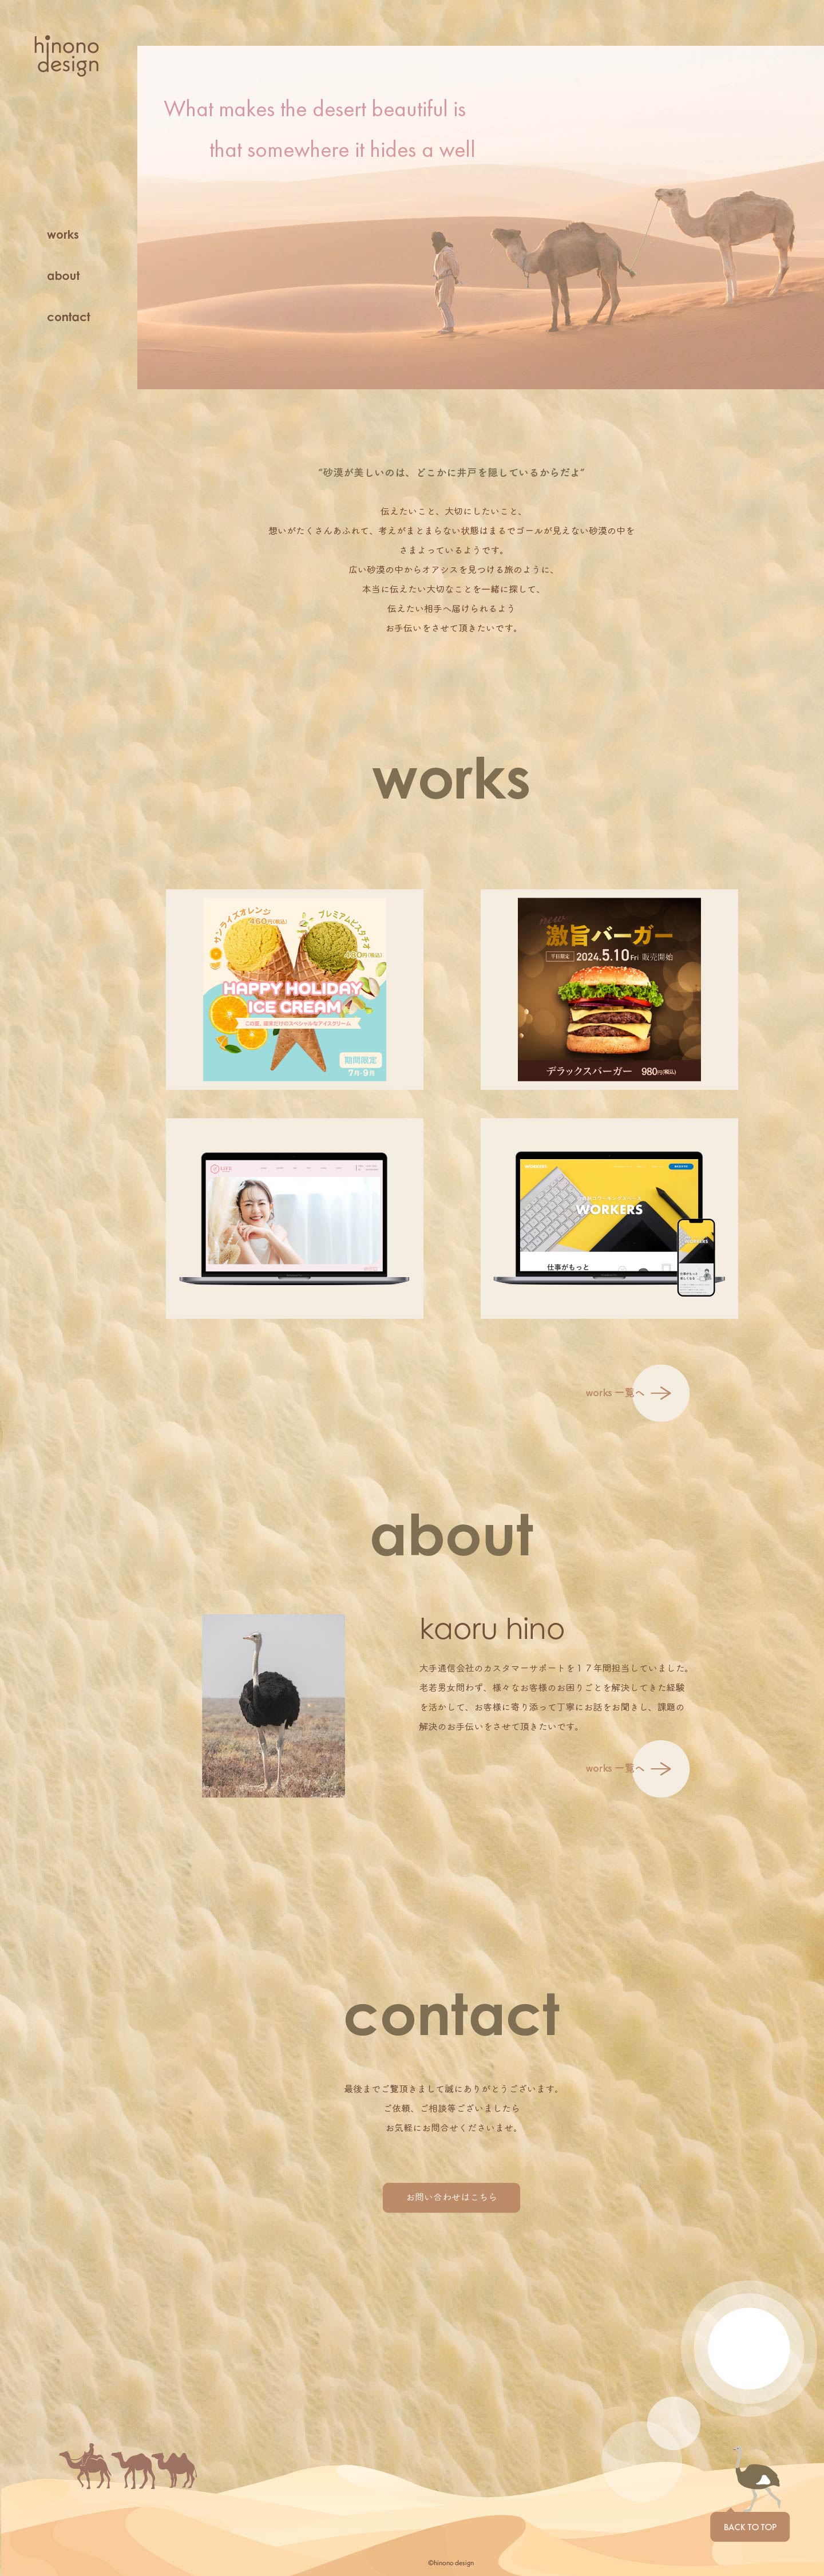 hinono
design
What makes the desert beautiful is
that somewhere it hides a well
works
about
contact
“砂漠が美しいのは、どこかに井戸を隠しているからだよ”
伝えたいこと、大切にしたいこと、
想いがたくさんあふれて、考えがまとまらない状態はまるでゴールが見えない砂漠の中を
さまよっているようです。
広い砂漠の中からオアシスを見つける旅のように、
本当に伝えたい大切なことを一緒に探して、
伝えたい相手へ届けられるよう
お手伝いをさせて頂きたいです。
works
サンライズオレンジ
460円(税込)
プレミアムピスタチオ
HAPPY HOLIDAY
ICE CREAM
この夏、週末だけのスペシャルなアイスクリーム
期間限定
7月-9月
new
激旨バーガー
平日限定 2024.5.10 Fri 販売開始
デラックスバーガー 980円(税込)
WORKERS
WORKERS
仕事がもっと
works 一覧へ
about
kaoru hino
大手通信会社のカスタマーサポートを１７年間担当していました。
老若男女問わず、様々なお客様のお困りごとを解決してきた経験
を活かして、お客様に寄り添って丁寧にお話をお聞きし、課題の
解決のお手伝いをさせて頂きたいです。
works 一覧へ
contact
最後までご覧頂きまして誠にありがとうございます。
ご依頼、ご相談等ございましたら
お気軽にお問合せくださいませ。
お問い合わせはこちら
BACK TO TOP
©hinono design